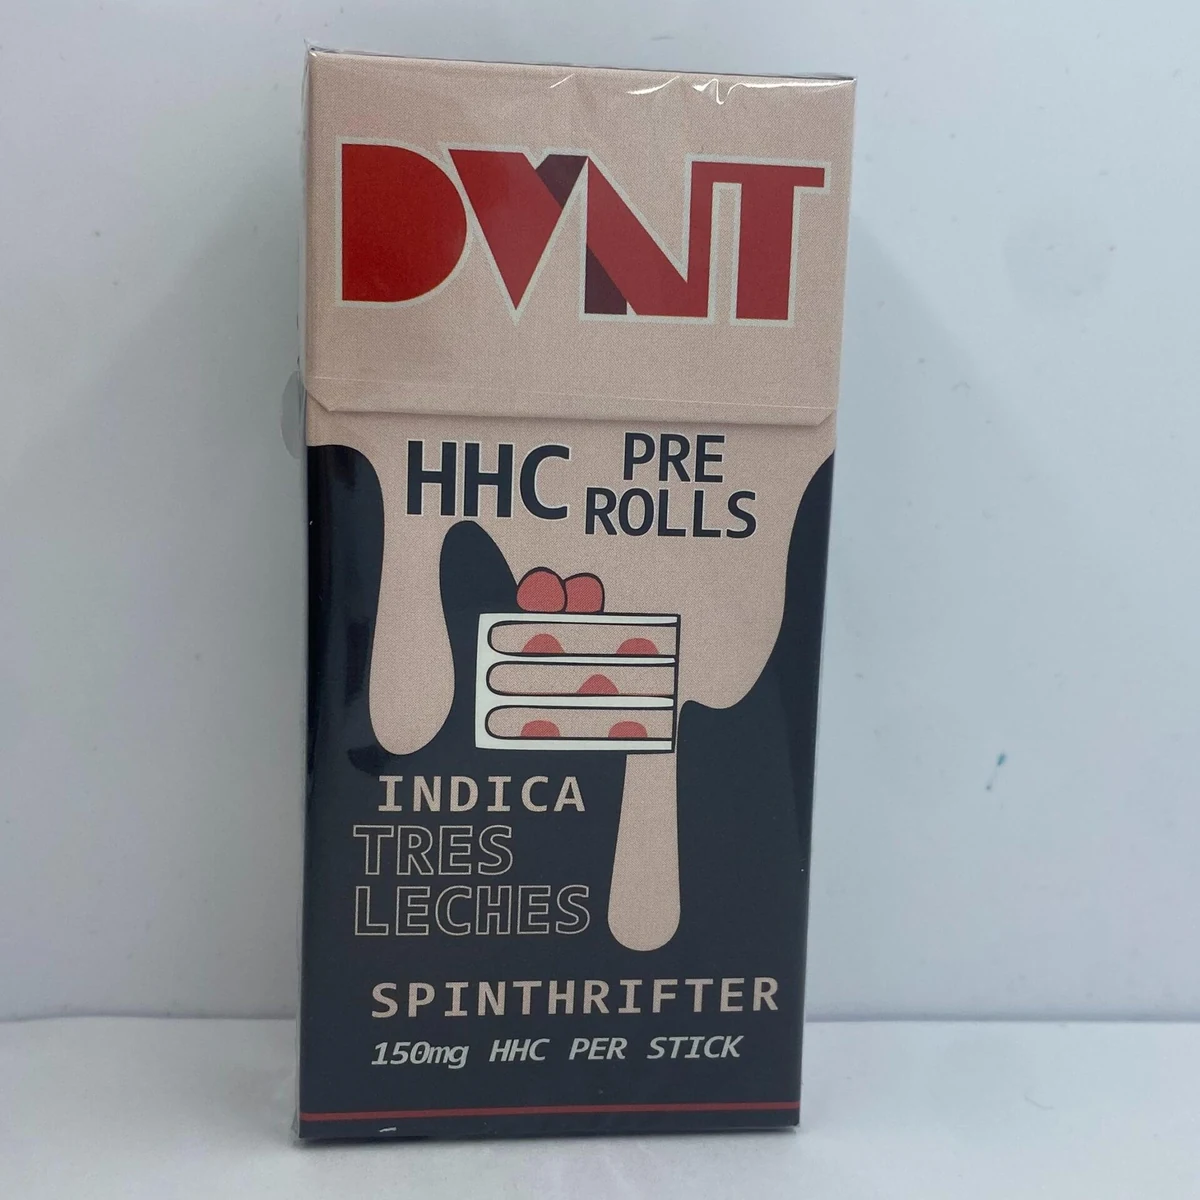 DVNT
HHC PRE ROLLS
INDICA
TRES
LECHES
SPINTHRIFTER
150mg HHC PER STICK